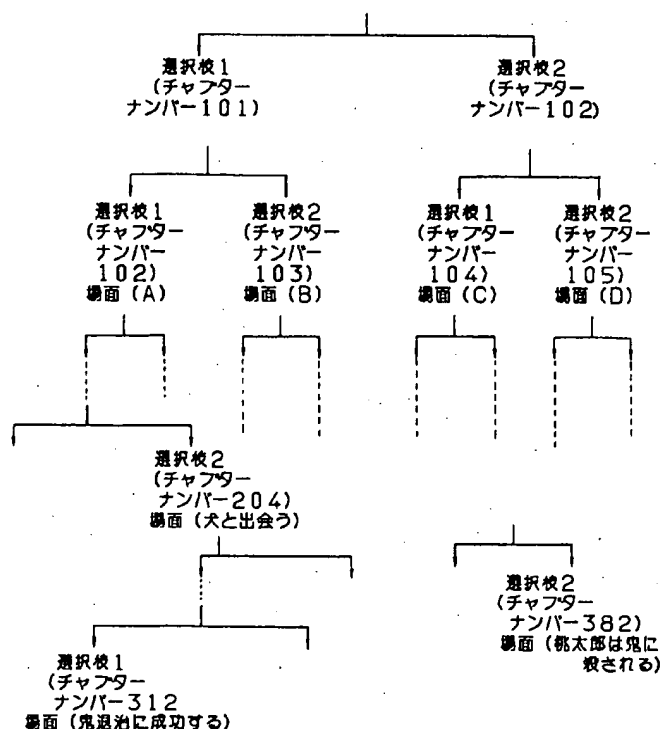 選択枝1
(チャプター
ナンバー101)
選択枝2
(チャプター
ナンバー102)
選択枝1
(チャプター
ナンバー
102)
場面 (A)
選択枝2
(チャプター
ナンバー
103)
場面 (B)
選択枝1
(チャプター
ナンバー
104)
場面 (C)
選択枝2
(チャプター
ナンバー
105)
場面 (D)
選択枝2
(チャプター
ナンバー204)
場面 (犬と出会う)
選択枝2
(チャプター
ナンバー382)
場面 (桃太郎は鬼に
殺される)
選択枝1
(チャプター
ナンバー312
場面 (鬼退治に成功する)